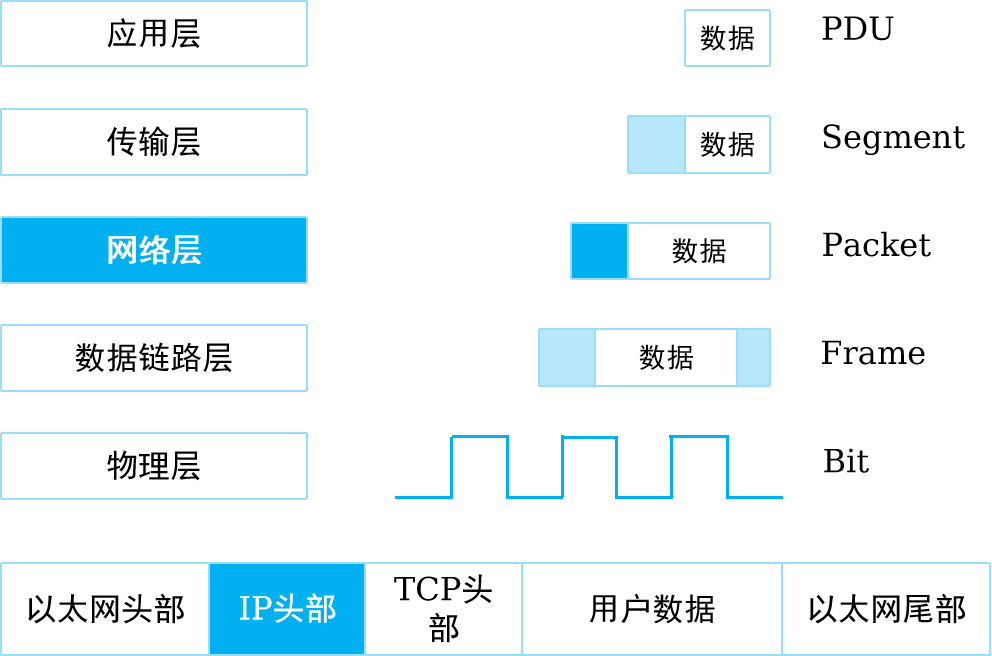 应用层 数据 PDU
传输层 数据 Segment
网络层 数据 Packet
数据链路层 数据 Frame
物理层 Bit
以太网头部 IP头部 TCP头部 用户数据 以太网尾部